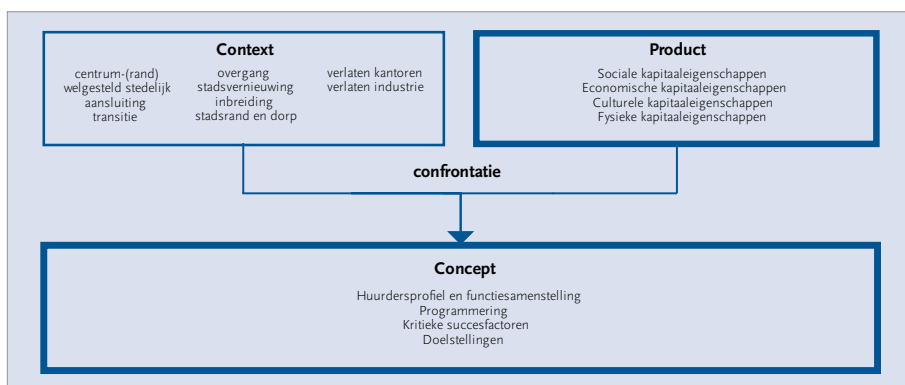 Context
centrum-(rand)
welgesteld stedelijk
aansluiting
transitie
overgang
stadsvernieuwing
inbreiding
stadsrand en dorp
verlaten kantoren
verlaten industrie
Product
Sociale kapitaaleigenschappen
Economische kapitaaleigenschappen
Culturele kapitaaleigenschappen
Fysieke kapitaaleigenschappen
confrontatie
Concept
Huurdersprofiel en functiesamenstelling
Programmering
Kritieke succesfactoren
Doelstellingen